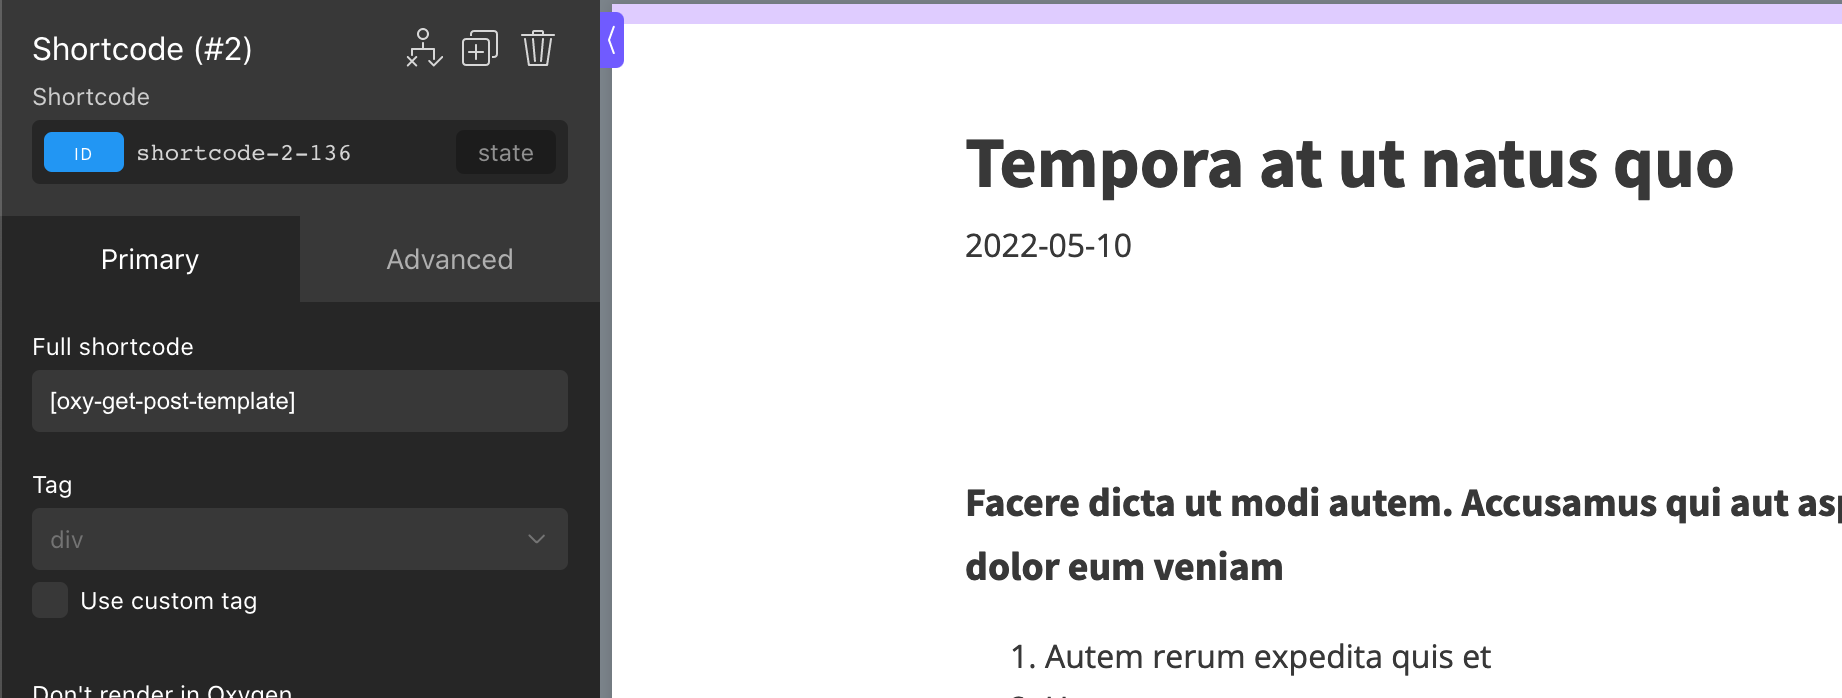 Shortcode (#2)
Shortcode
ID shortcode-2-136 state
Primary Advanced
Full shortcode
[oxy-get-post-template]
Tag
div
Use custom tag
Don't render in Oxygen
Tempora at ut natus quo
2022-05-10
Facere dicta ut modi autem. Accusamus qui aut
dolor eum veniam
1. Autem rerum expedita quis et